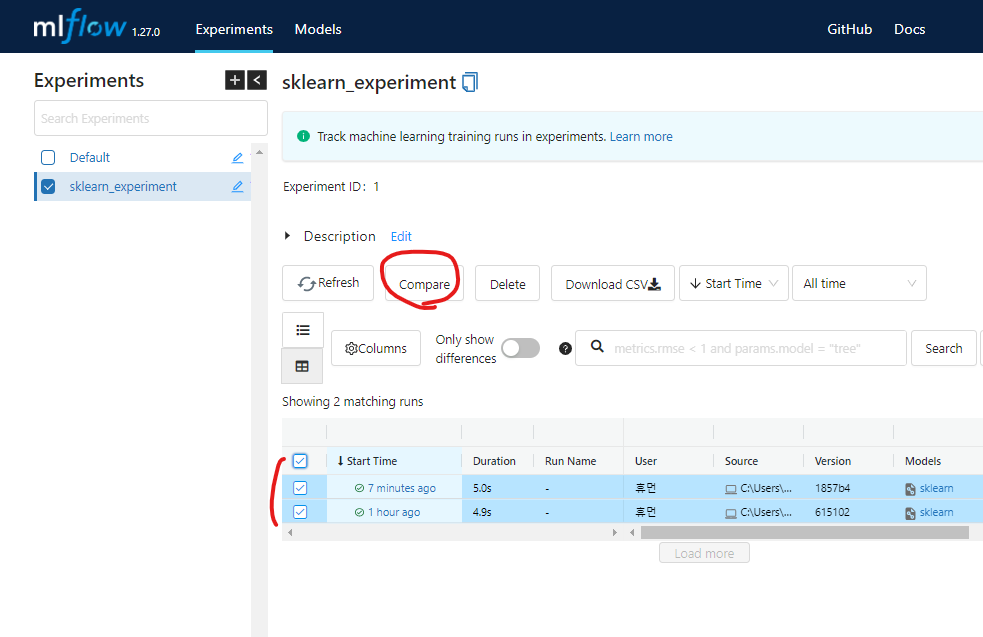 mlflow 1.27.0 Experiments Models GitHub Docs
Experiments
Search Experiments
Default
sklearn_experiment
sklearn_experiment
Track machine learning training runs in experiments. Learn more
Experiment ID: 1
Description Edit
Refresh Compare Delete Download CSV Start Time All time
Columns Only show differences metrics.rmse < 1 and params.model = "tree" Search
Showing 2 matching runs
Start Time Duration Run Name User Source Version Models
7 minutes ago 5.0s - 휴먼 C:\Users\... 1857b4 sklearn
1 hour ago 4.9s - 휴먼 C:\Users\... 615102 sklearn
Load more